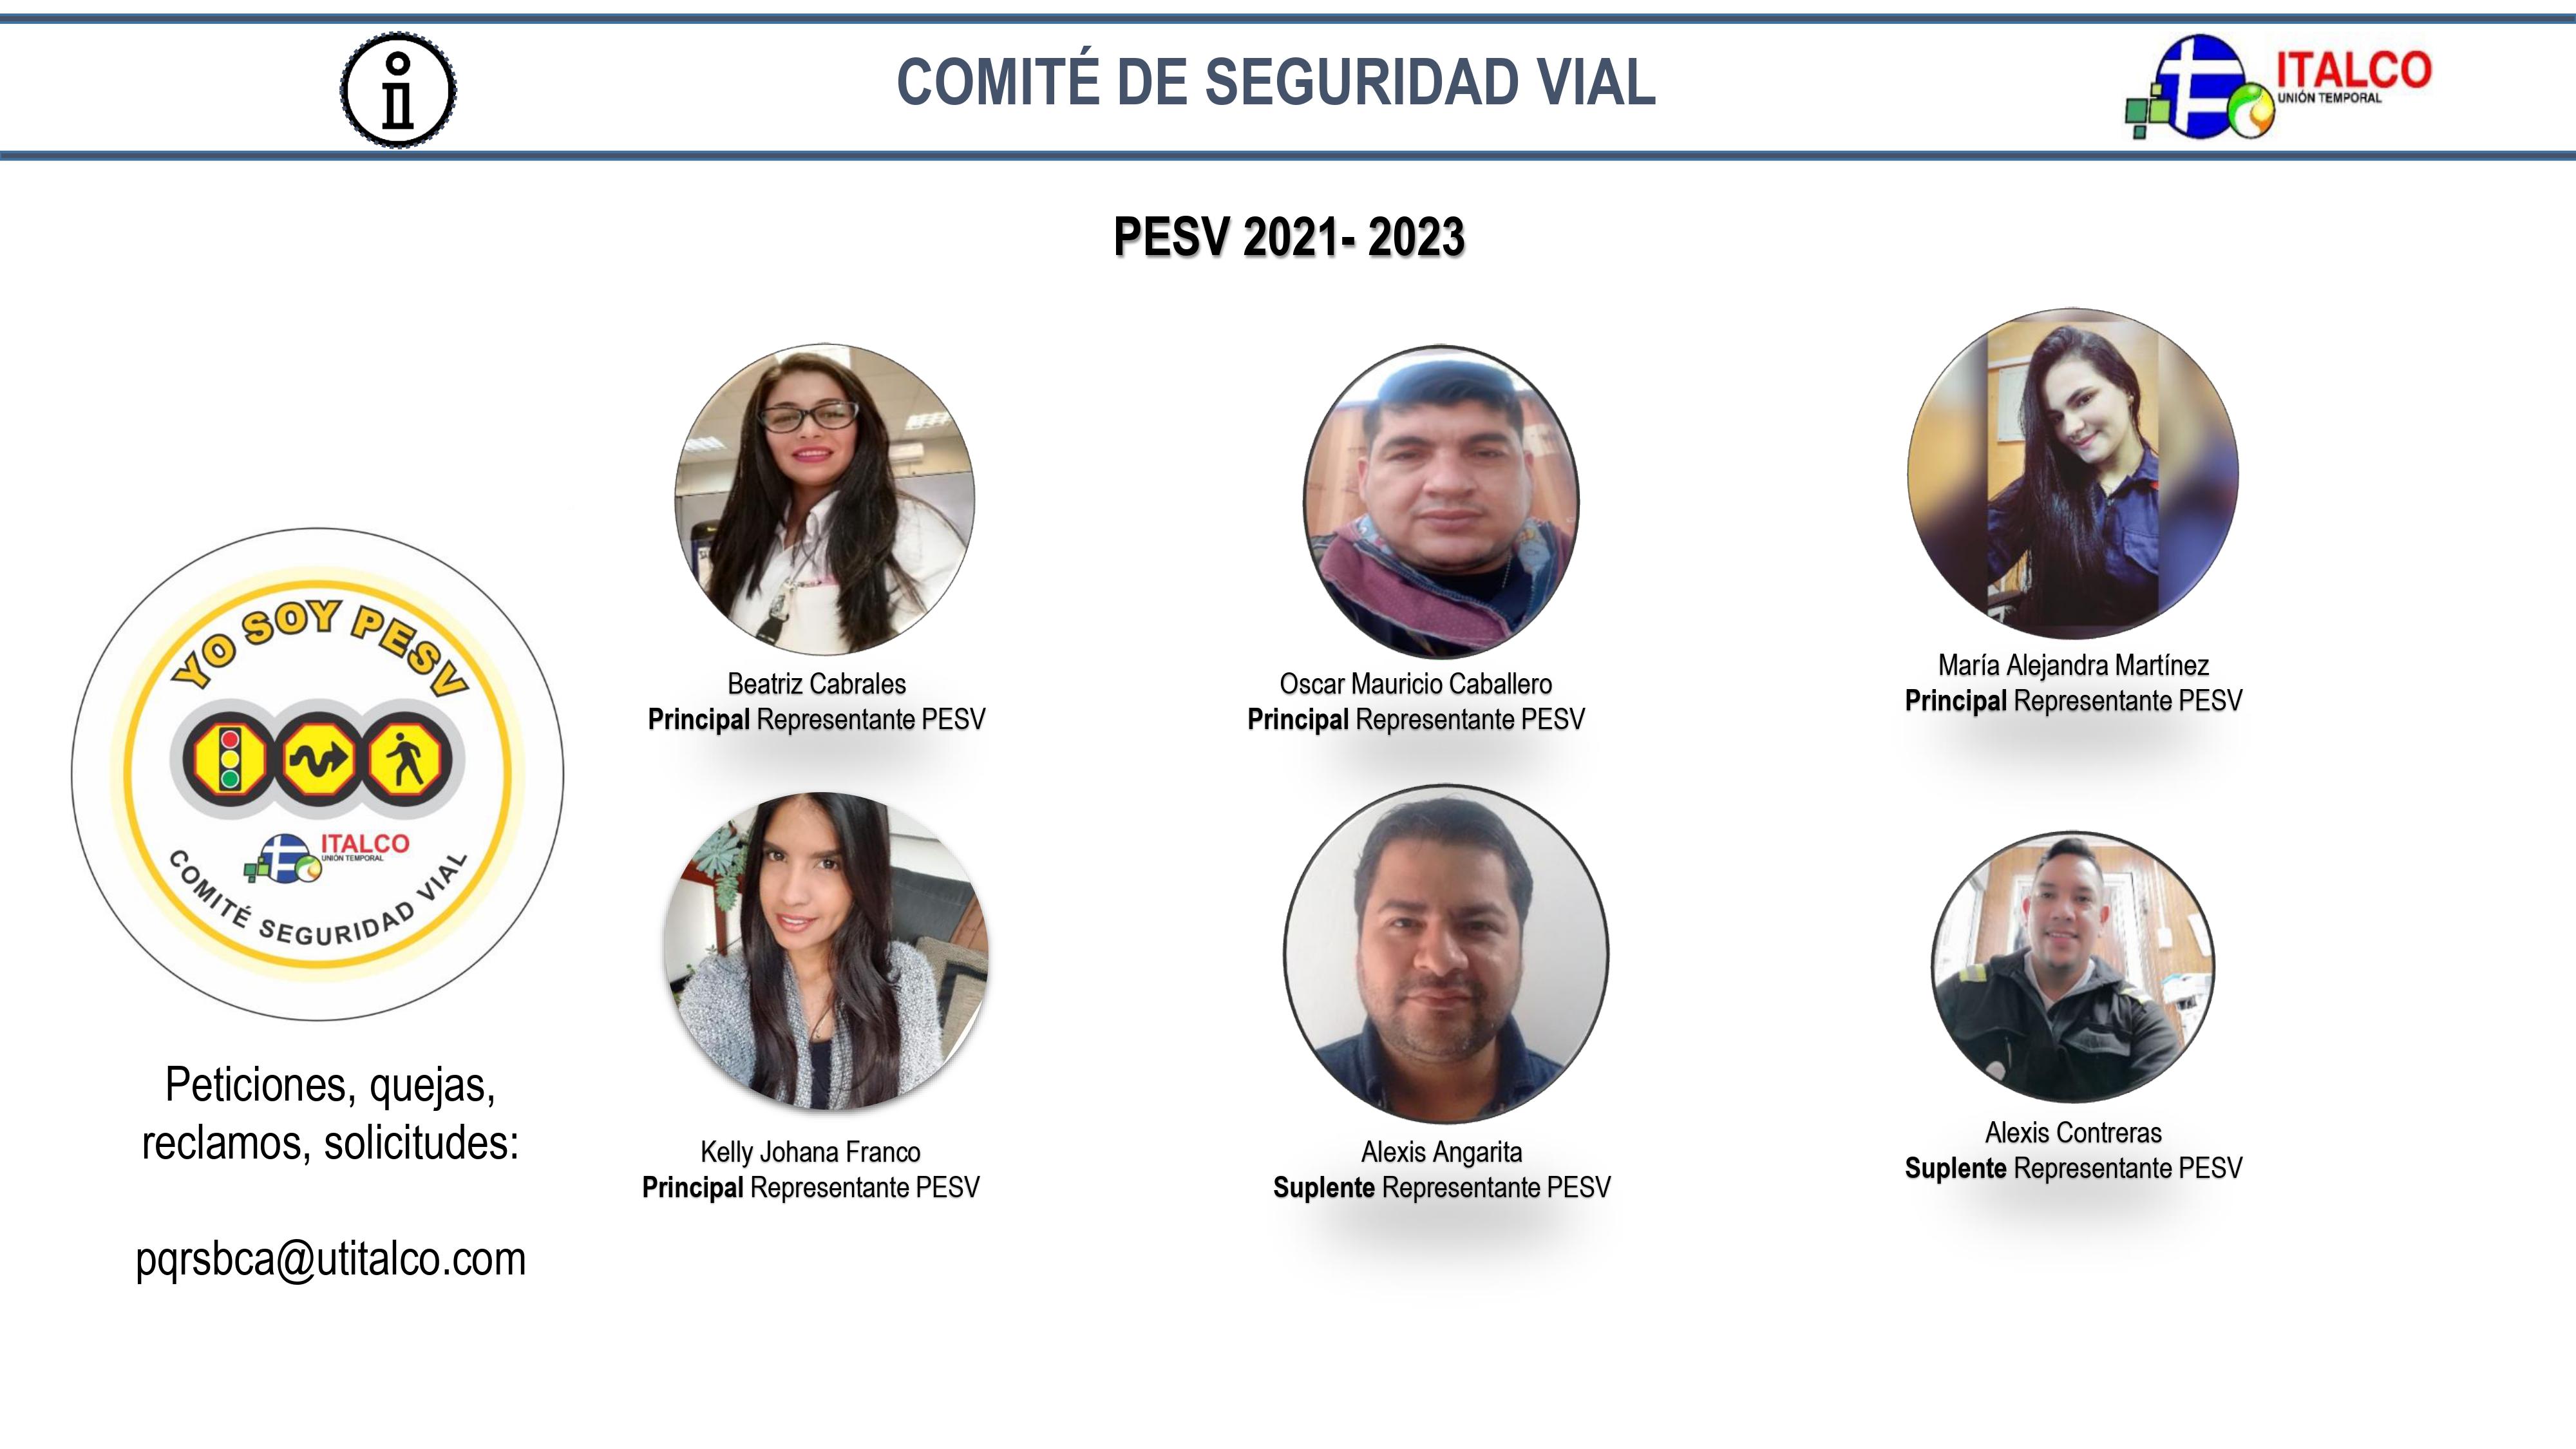 COMITÉ DE SEGURIDAD VIAL
ITALCO
UNIÓN TEMPORAL
PESV 2021- 2023
Beatriz Cabrales
Principal Representante PESV
Oscar Mauricio Caballero
Principal Representante PESV
María Alejandra Martínez
Principal Representante PESV
YO SOY PESV
ITALCO
UNIÓN TEMPORAL
COMITÉ SEGURIDAD VIAL
Kelly Johana Franco
Principal Representante PESV
Alexis Angarita
Suplente Representante PESV
Alexis Contreras
Suplente Representante PESV
Peticiones, quejas,
reclamos, solicitudes:
pqrsbca@utitalco.com